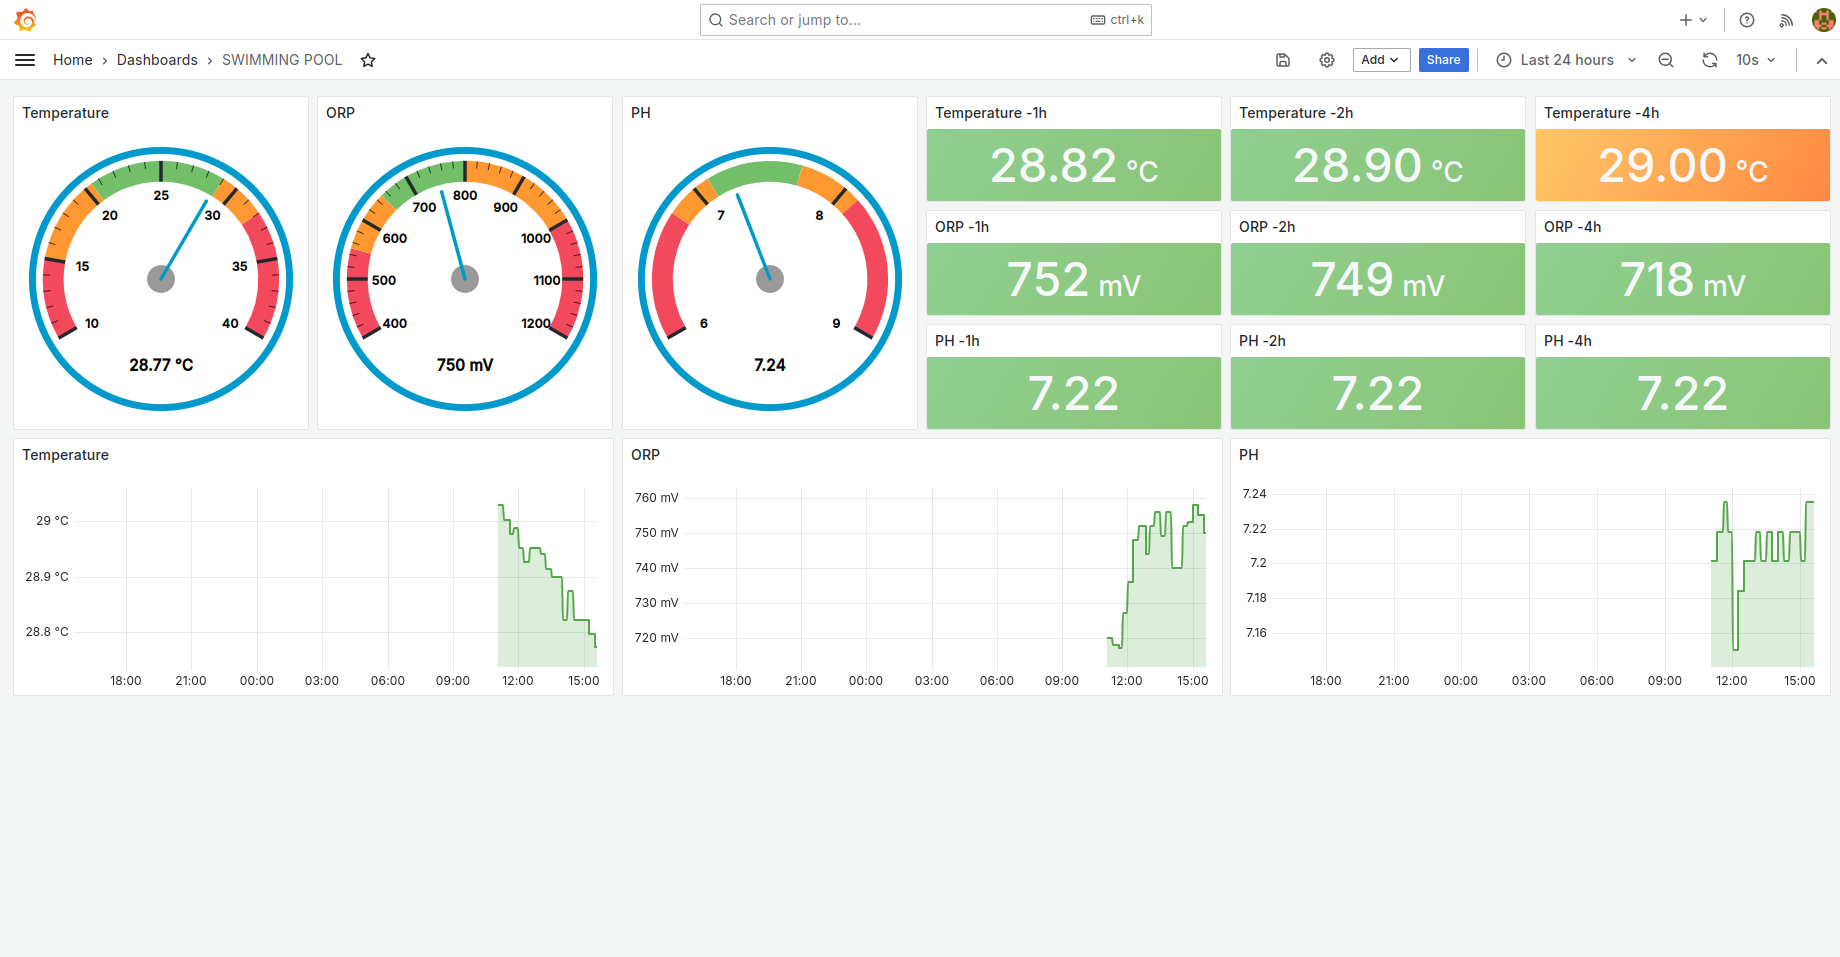 Search or jump to...
ctrl+k
Home › Dashboards › SWIMMING POOL
Add
Share
Last 24 hours
10s
Temperature
10
15
20
25
30
35
40
28.77 °C
ORP
400
500
600
700
800
900
1000
1100
1200
750 mV
PH
6
7
8
9
7.24
Temperature -1h
28.82 °C
Temperature -2h
28.90 °C
Temperature -4h
29.00 °C
ORP -1h
752 mV
ORP -2h
749 mV
ORP -4h
718 mV
PH -1h
7.22
PH -2h
7.22
PH -4h
7.22
Temperature
29 °C
28.9 °C
28.8 °C
18:00 21:00 00:00 03:00 06:00 09:00 12:00 15:00
ORP
760 mV
750 mV
740 mV
730 mV
720 mV
18:00 21:00 00:00 03:00 06:00 09:00 12:00 15:00
PH
7.24
7.22
7.2
7.18
7.16
18:00 21:00 00:00 03:00 06:00 09:00 12:00 15:00